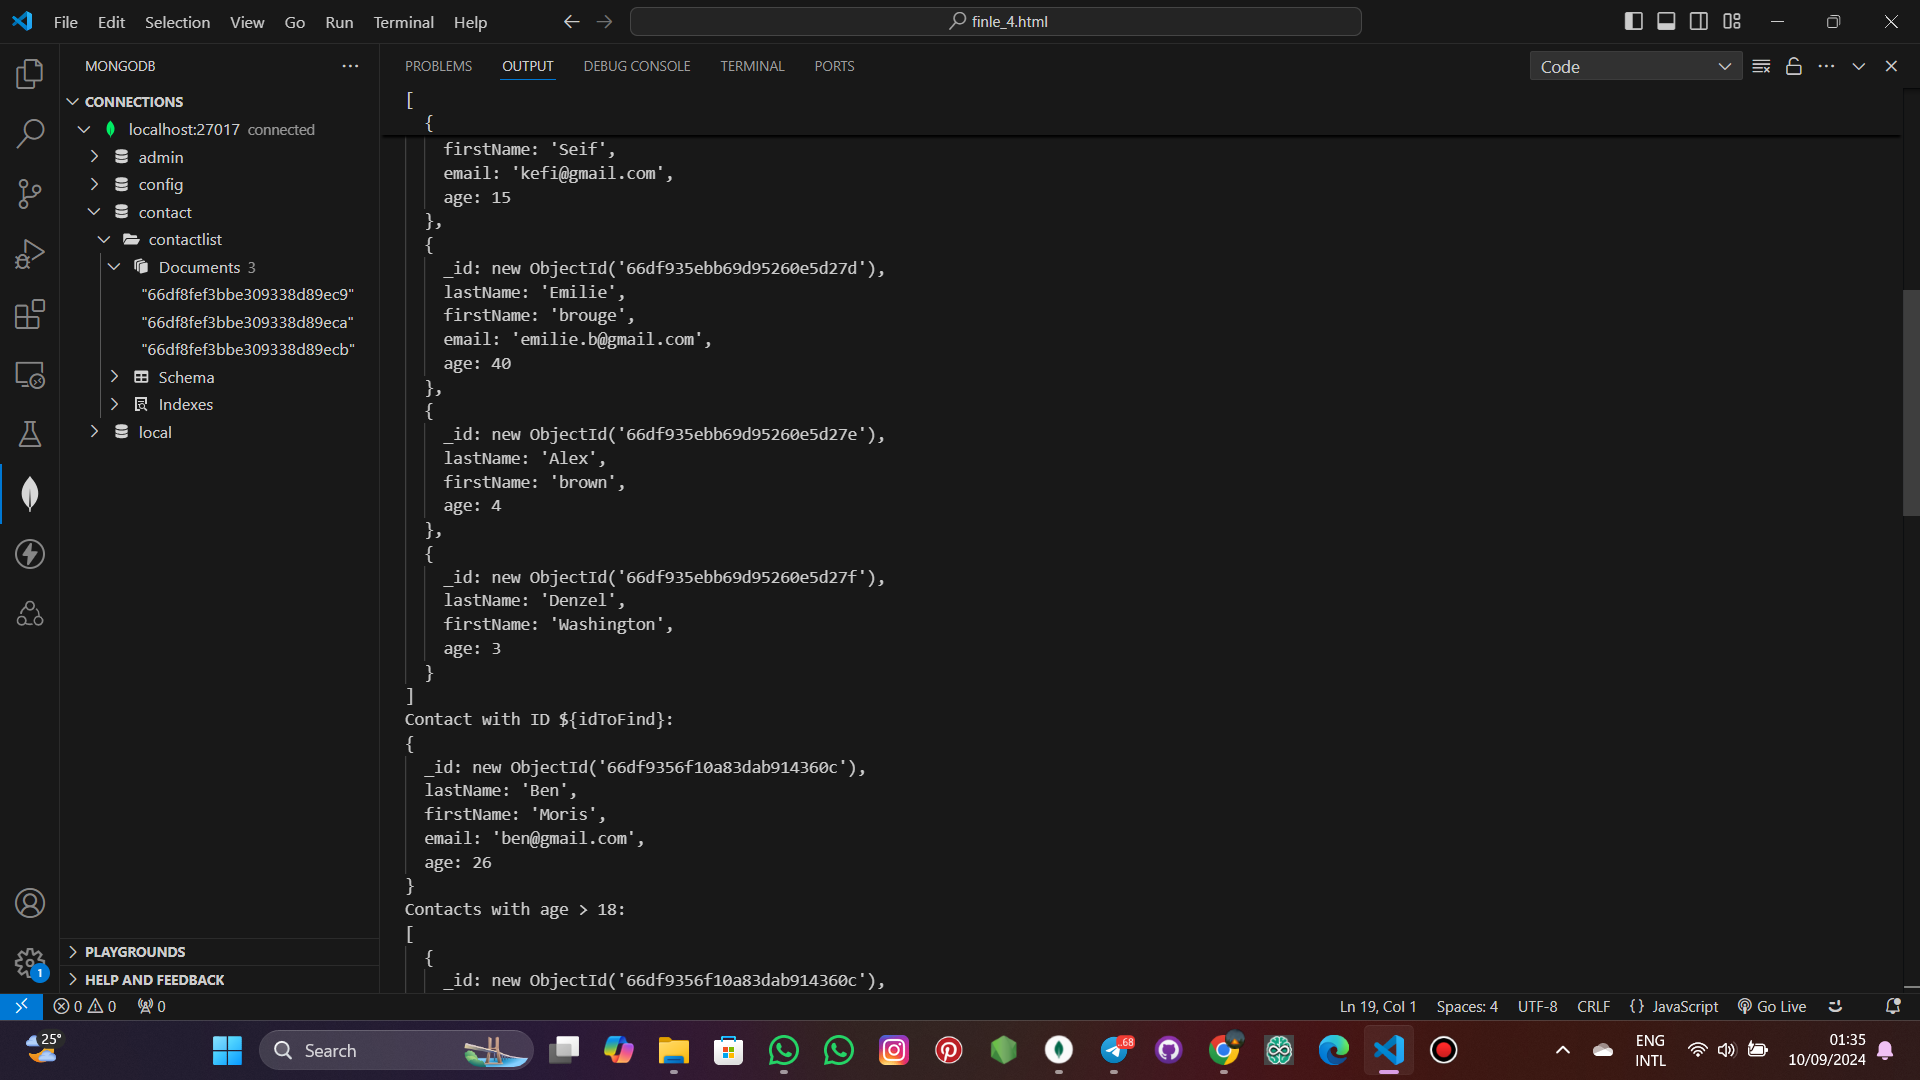 File Edit Selection View Go Run Terminal Help
finle_4.html
MONGODB
CONNECTIONS
localhost:27017 connected
admin
config
contact
contactlist
Documents 3
"66df8fef3bbe309338d89ec9"
"66df8fef3bbe309338d89eca"
"66df8fef3bbe309338d89ecb"
Schema
Indexes
local
PLAYGROUNDS
HELP AND FEEDBACK
1
PROBLEMS OUTPUT DEBUG CONSOLE TERMINAL PORTS
Code
[
{
firstName: 'Seif',
email: 'kefi@gmail.com',
age: 15
},
{
_id: new ObjectId('66df935ebb69d95260e5d27d'),
lastName: 'Emilie',
firstName: 'brouge',
email: 'emilie.b@gmail.com',
age: 40
},
{
_id: new ObjectId('66df935ebb69d95260e5d27e'),
lastName: 'Alex',
firstName: 'brown',
age: 4
},
{
_id: new ObjectId('66df935ebb69d95260e5d27f'),
lastName: 'Denzel',
firstName: 'Washington',
age: 3
}
]
Contact with ID ${idToFind}:
{
_id: new ObjectId('66df9356f10a83dab914360c'),
lastName: 'Ben',
firstName: 'Moris',
email: 'ben@gmail.com',
age: 26
}
Contacts with age > 18:
[
{
_id: new ObjectId('66df9356f10a83dab914360c'),
0 0 0
Ln 19, Col 1 Spaces: 4 UTF-8 CRLF {} JavaScript Go Live
25°
Search
68
ENG
INTL
01:35
10/09/2024